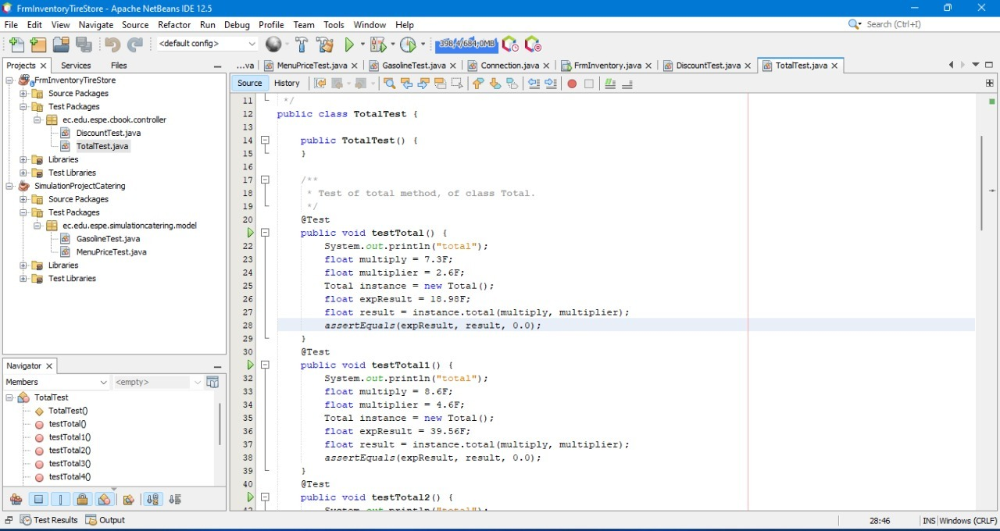 FrmInventoryTireStore - Apache NetBeans IDE 12.5
File Edit View Navigate Source Refactor Run Debug Profile Team Tools Window Help
Search (Ctrl+I)
<default config>
398,4/684,0MB
Projects Services Files
FrmInventoryTireStore
Source Packages
Test Packages
ec.edu.espe.cbook.controller
DiscountTest.java
TotalTest.java
Libraries
Test Libraries
SimulationProjectCatering
Source Packages
Test Packages
ec.edu.espe.simulationcatering.model
GasolineTest.java
MenuPriceTest.java
Libraries
Test Libraries
Navigator
Members <empty>
TotalTest
TotalTest()
testTotal()
testTotal1()
testTotal2()
testTotal3()
testTotal4()
...va MenuPriceTest.java GasolineTest.java Connection.java FrmInventory.java DiscountTest.java TotalTest.java
Source History
11 */
12 public class TotalTest {
13
14 public TotalTest() {
15 }
16
17 /**
18 * Test of total method, of class Total.
19 */
20 @Test
public void testTotal() {
22 System.out.println("total");
23 float multiply = 7.3F;
24 float multiplier = 2.6F;
25 Total instance = new Total();
26 float expResult = 18.98F;
27 float result = instance.total(multiply, multiplier);
28 assertEquals(expResult, result, 0.0);
29 }
30 @Test
public void testTotal1() {
32 System.out.println("total");
33 float multiply = 8.6F;
34 float multiplier = 4.6F;
35 Total instance = new Total();
36 float expResult = 39.56F;
37 float result = instance.total(multiply, multiplier);
38 assertEquals(expResult, result, 0.0);
39 }
40 @Test
public void testTotal2() {
42 System.out.println("total");
Test Results Output
28:46 INS Windows (CRLF)